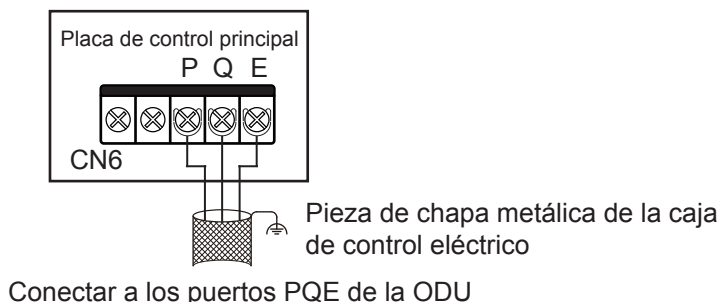 Placa de control principal
P Q E
CN6
Pieza de chapa metálica de la caja
de control eléctrico
Conectar a los puertos PQE de la ODU